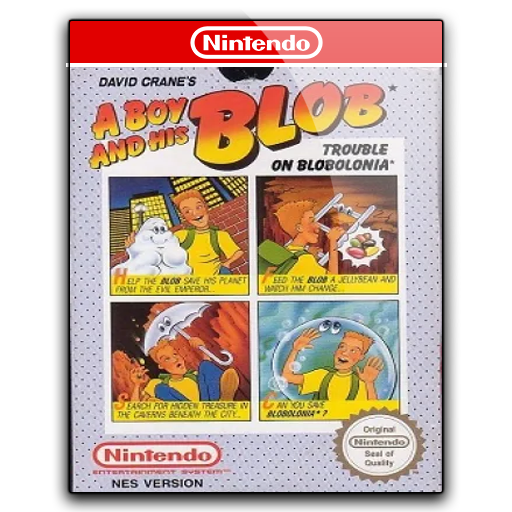 Nintendo
DAVID CRANE'S
A BOY
AND HIS
BLOB*
TROUBLE
ON BLOBOLONIA*
HELP THE BLOB SAVE HIS PLANET
FROM THE EVIL EMPEROR...
FEED THE BLOB A JELLYBEAN AND
WATCH HIM CHANGE...
SEARCH FOR HIDDEN TREASURE IN
THE CAVERNS BENEATH THE CITY...
CAN YOU SAVE
BLOBOLONIA*?
Nintendo
ENTERTAINMENT SYSTEM™
NES VERSION
Original
Nintendo
Seal of
Quality